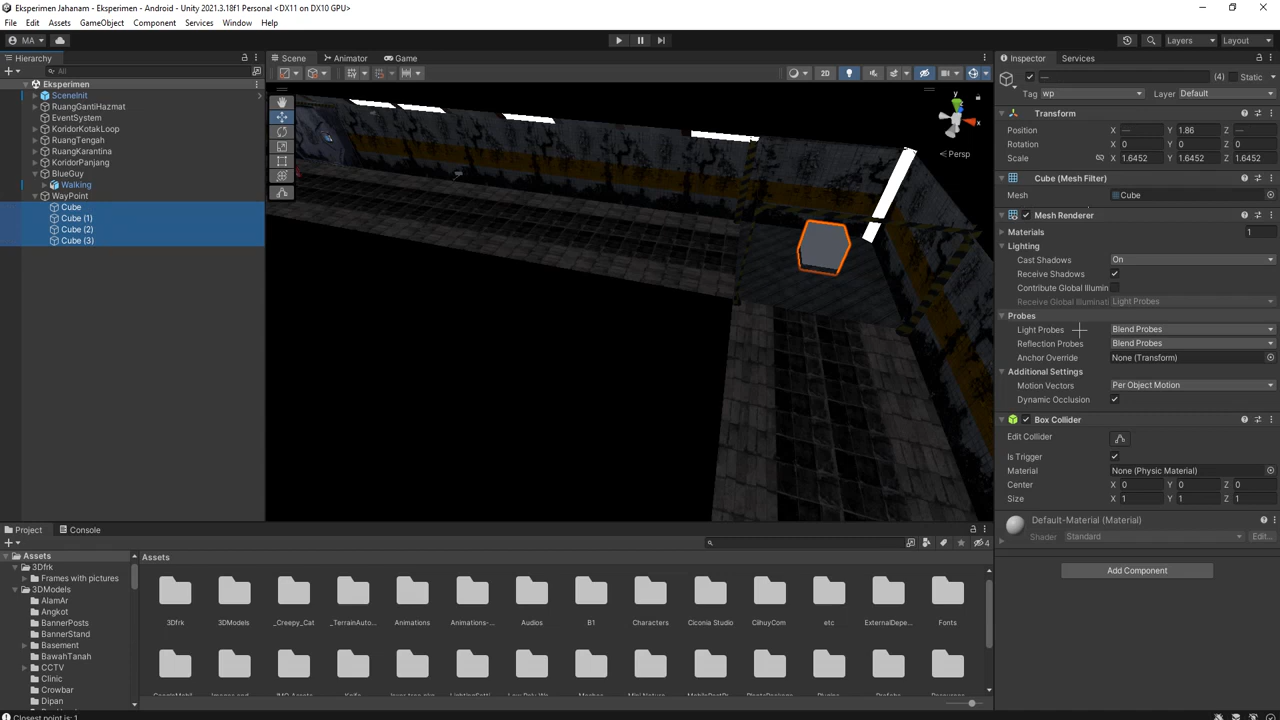 Eksperimen Jahanam - Eksperimen - Android - Unity 2021.3.18f1 Personal <DX11 on DX10 GPU>
File Edit Assets GameObject Component Services Window Help
MA Layers Layout
Hierarchy Scene Animator Game Inspector Services
All
Eksperimen
SceneInit
RuangGantiHazmat
EventSystem
KoridorKotakLoop
RuangTengah
RuangKarantina
KoridorPanjang
BlueGuy
Walking
WayPoint
Cube
Cube (1)
Cube (2)
Cube (3)
2D
y
x
Persp
— (4) Static
Tag wp Layer Default
Transform
Position X — Y 1.86 Z —
Rotation X 0 Y 0 Z 0
Scale X 1.6452 Y 1.6452 Z 1.6452
Cube (Mesh Filter)
Mesh Cube
Mesh Renderer
Materials 1
Lighting
Cast Shadows On
Receive Shadows
Contribute Global Illumin
Receive Global Illuminati Light Probes
Probes
Light Probes Blend Probes
Reflection Probes Blend Probes
Anchor Override None (Transform)
Additional Settings
Motion Vectors Per Object Motion
Dynamic Occlusion
Box Collider
Edit Collider
Is Trigger
Material None (Physic Material)
Center X 0 Y 0 Z 0
Size X 1 Y 1 Z 1
Default-Material (Material)
Shader Standard Edit...
Add Component
Project Console
4
Assets
3Dfrk
Frames with pictures
3DModels
AlamAr
Angkot
BannerPosts
BannerStand
Basement
BawahTanah
CCTV
Clinic
Crowbar
Dipan
Assets
3Dfrk 3DModels _Creepy_Cat _TerrainAuto... Animations Animations-... Audios B1 Characters Ciconia Studio ClihuyCom etc ExternalDepe... Fonts
Closest point is: 1